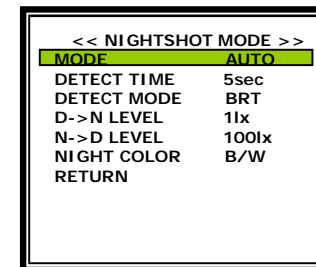 << NIGHTSHOT MODE >>
MODE AUTO
DETECT TIME 5sec
DETECT MODE BRT
D->N LEVEL 1lx
N->D LEVEL 100lx
NIGHT COLOR B/W
RETURN